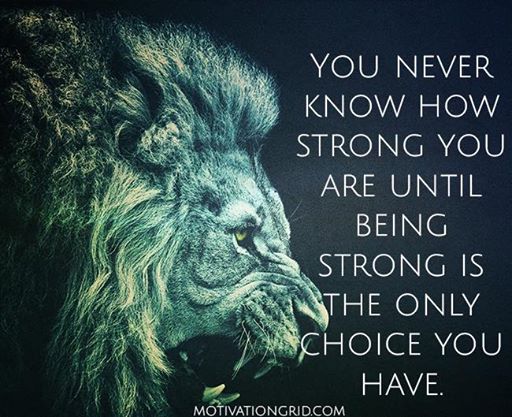 YOU NEVER
KNOW HOW
STRONG YOU
ARE UNTIL
BEING
STRONG IS
THE ONLY
CHOICE YOU
HAVE.
MOTIVATIONGRID.COM